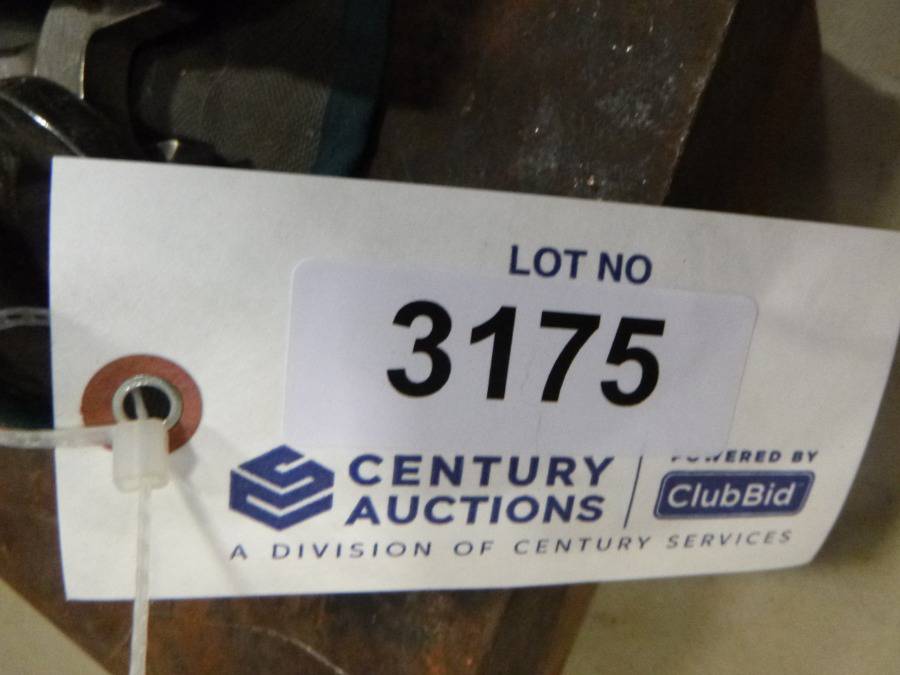 LOT NO
3175
CENTURY
AUCTIONS
POWERED BY
ClubBid
A DIVISION OF CENTURY SERVICES